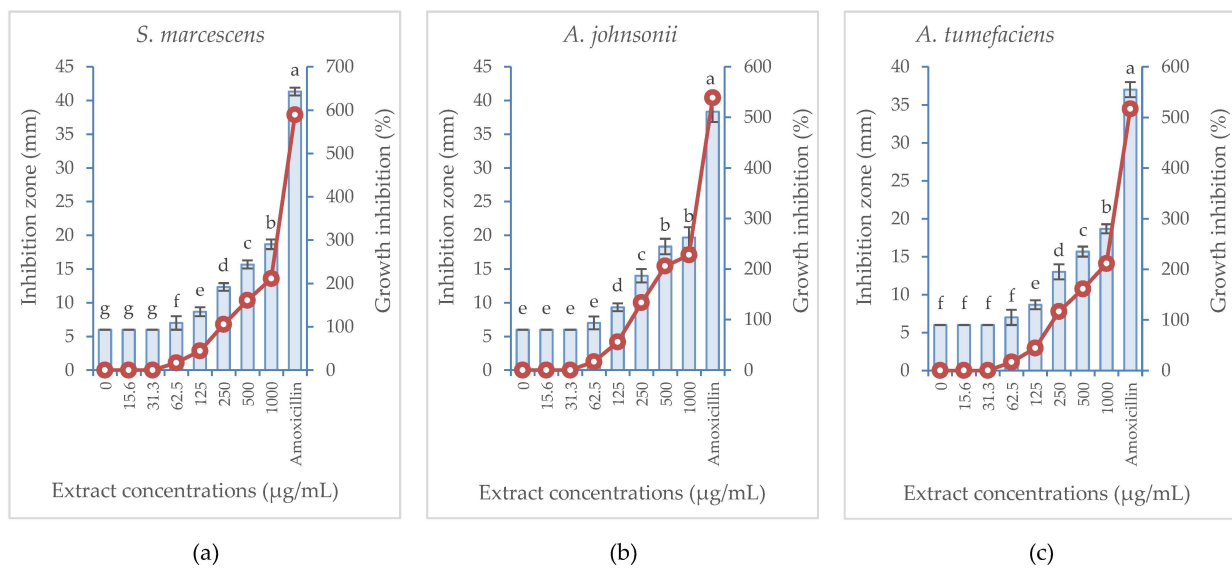 S. marcescens
45
40
35
30
25
20
15
10
5
0
Inhibition zone (mm)
700
600
500
400
300
200
100
0
Growth inhibition (%)
g g g f e d c b a
0 15.6 31.3 62.5 125 250 500 1000 Amoxicillin
Extract concentrations (µg/mL)
(a)
A. johnsonii
45
40
35
30
25
20
15
10
5
0
Inhibition zone (mm)
600
500
400
300
200
100
0
Growth inhibition (%)
e e e e d c b b a
0 15.6 31.3 62.5 125 250 500 1000 Amoxicillin
Extract concentrations (µg/mL)
(b)
A. tumefaciens
40
35
30
25
20
15
10
5
0
Inhibition zone (mm)
600
500
400
300
200
100
0
Growth inhibition (%)
f f f f e d c b a
0 15.6 31.3 62.5 125 250 500 1000 Amoxicillin
Extract concentrations (µg/mL)
(c)